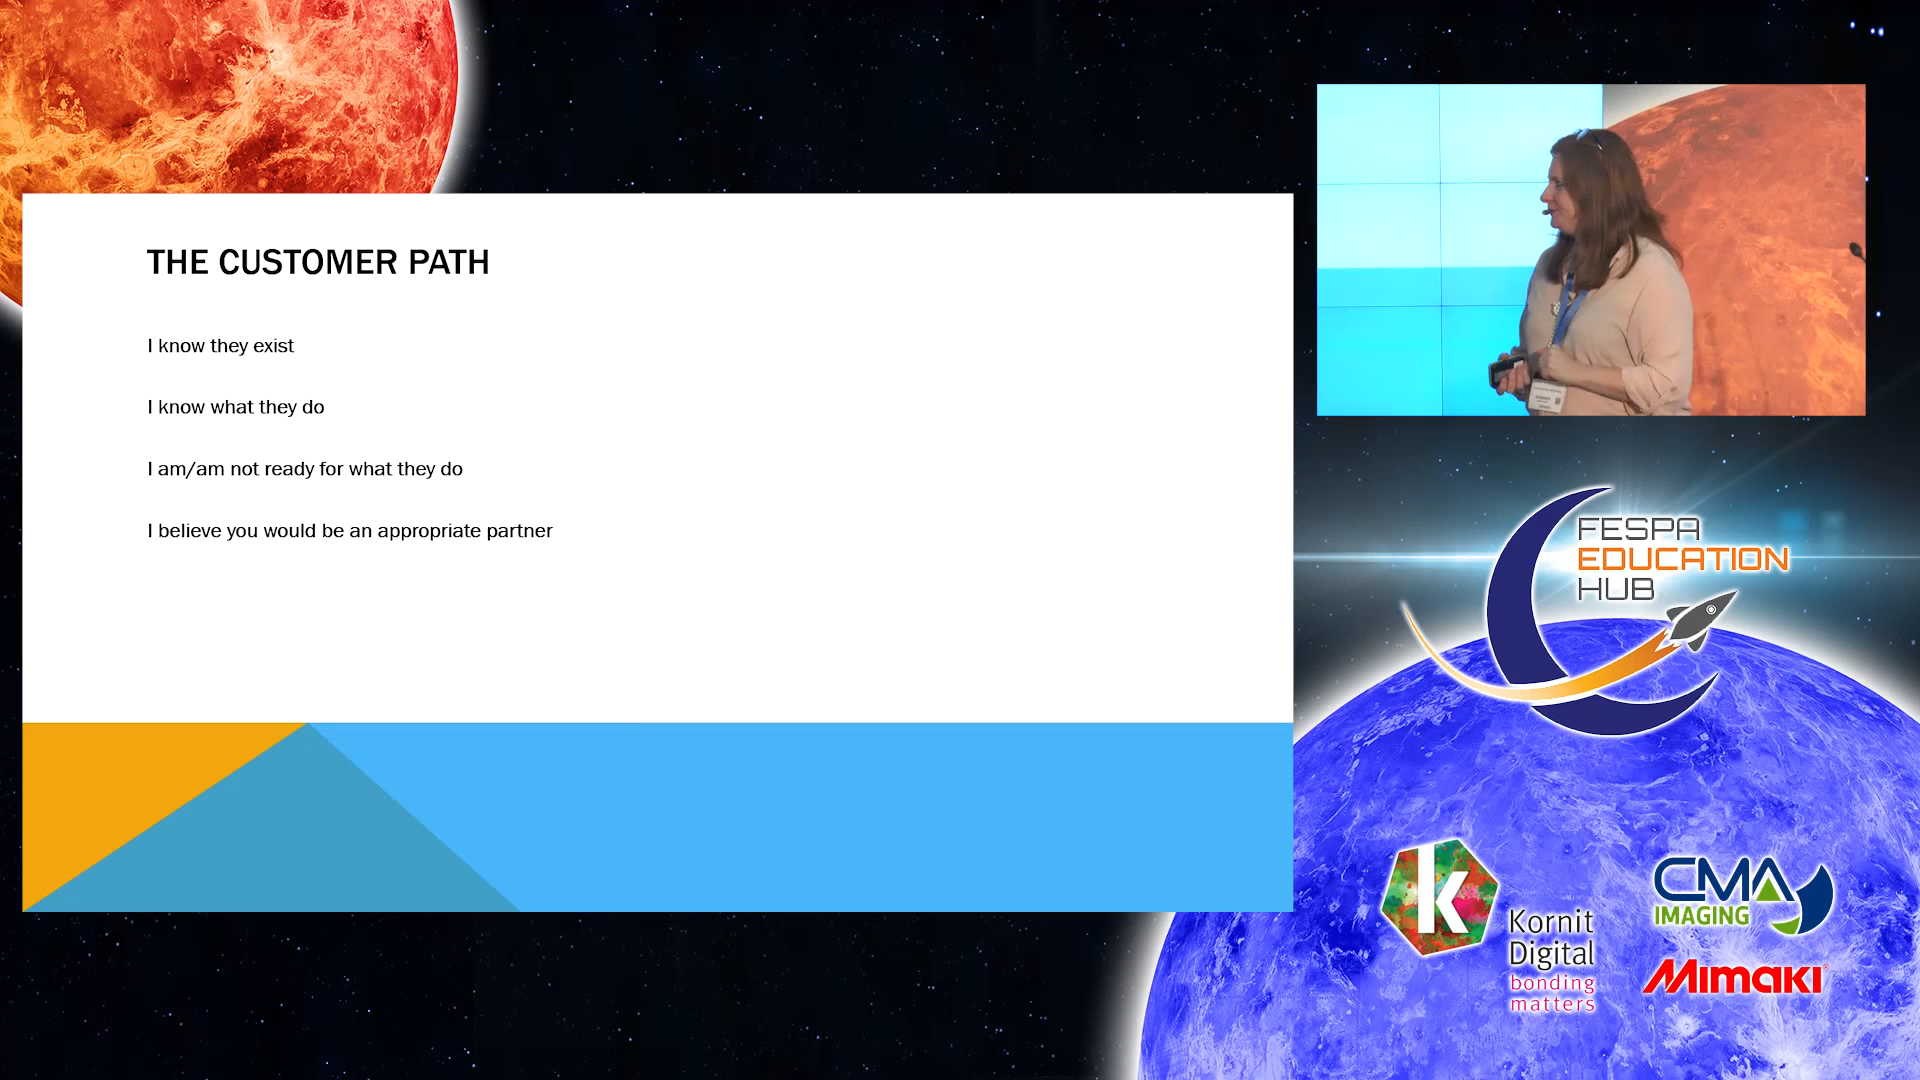 THE CUSTOMER PATH
I know they exist
I know what they do
I am/am not ready for what they do
I believe you would be an appropriate partner
FESPA
EDUCATION
HUB
k
Kornit
Digital
bonding
matters
CMA
IMAGING
Mimaki